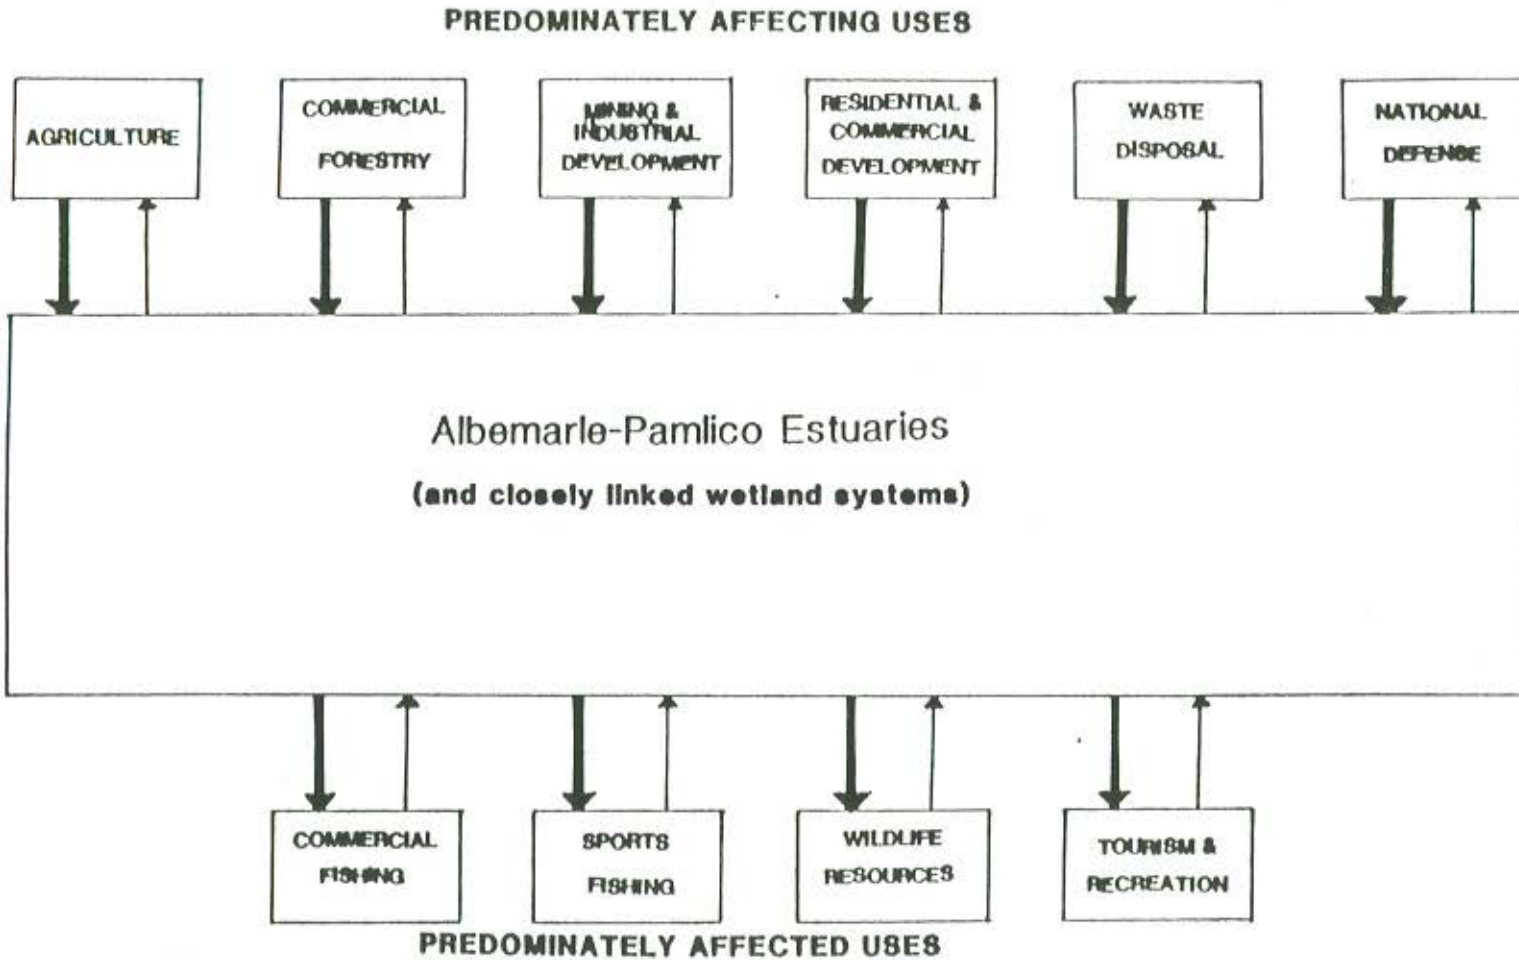 PREDOMINATELY AFFECTING USES
AGRICULTURE
COMMERCIAL
FORESTRY
MINING &
INDUSTRIAL
DEVELOPMENT
RESIDENTIAL &
COMMERCIAL
DEVELOPMENT
WASTE
DISPOSAL
NATIONAL
DEFENSE
Albemarle-Pamlico Estuaries
(and closely linked wetland systems)
COMMERCIAL
FISHING
SPORTS
FISHING
WILDLIFE
RESOURCES
TOURISM &
RECREATION
PREDOMINATELY AFFECTED USES